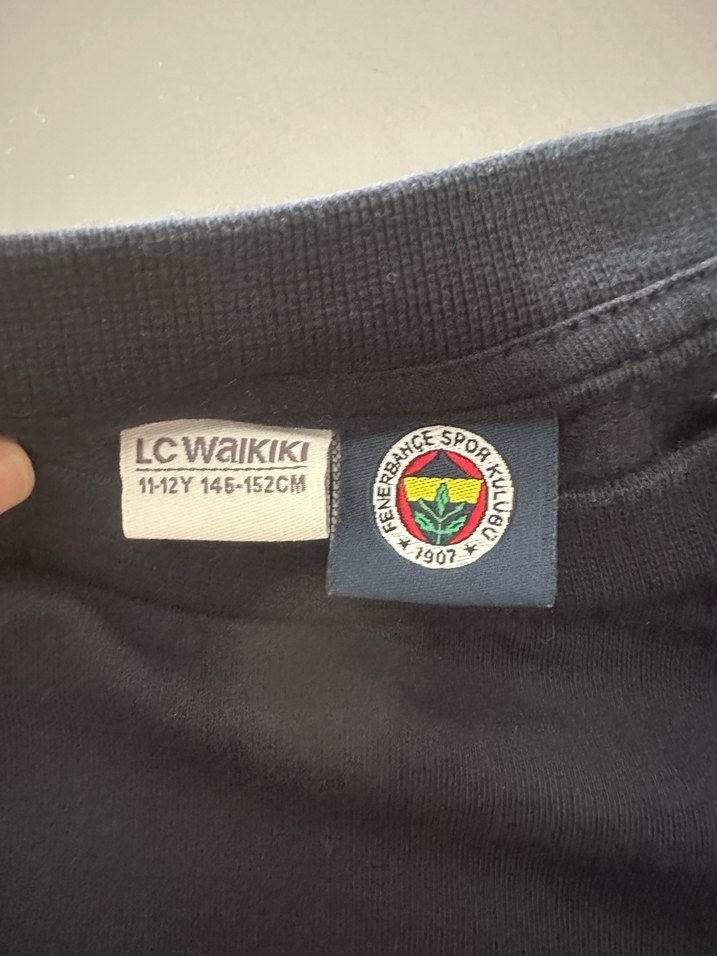 LC WAIKIKI
11-12Y 146-152CM
FENERBAHÇE SPOR KULÜBÜ
★ 1907 ★